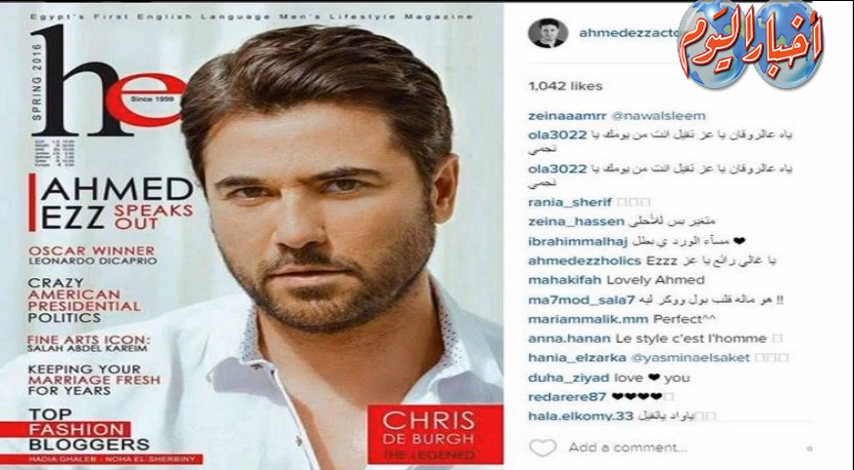 Egypt's First English Language Men's Lifestyle Magazine
SPRING 2016
he
Since 1999
AHMED
EZZ SPEAKS
OUT
OSCAR WINNER
LEONARDO DICAPRIO
CRAZY
AMERICAN
PRESIDENTIAL
POLITICS
FINE ARTS ICON:
SALAH ABDEL KAREIM
KEEPING YOUR
MARRIAGE FRESH
FOR YEARS
TOP
FASHION
BLOGGERS
HADIA GHALEB - NOHA EL-SHERBINY
CHRIS
DE BURGH
THE LEGENED
ahmedezzacto
أخبار اليوم
1,042 likes
zeinaaamrr @nawalsleem
ola3022 ياه عالروقان يا عز تقيل انت من يومك يا
نجمي
ola3022 ياه عالروقان يا عز تقيل انت من يومك يا
نجمي
rania_sherif
zeina_hassen متغير بس للأحلى
ibrahimmalhaj مسآء الورد ي بطل ❤
ahmedezzholics Ezzz يا غالي رائع يا عز
mahakifah Lovely Ahmed
ma7mod_sala7 هو ماله قلب بول ووكر ليه !!
mariammalik.mm Perfect^^
anna.hanan Le style c'est l'homme
hania_elzarka @yasminaelsaket
duha_ziyad love ❤ you
redarere87 ❤❤❤❤
hala.elkomy.33 ياواد ياتقيل
Add a comment...